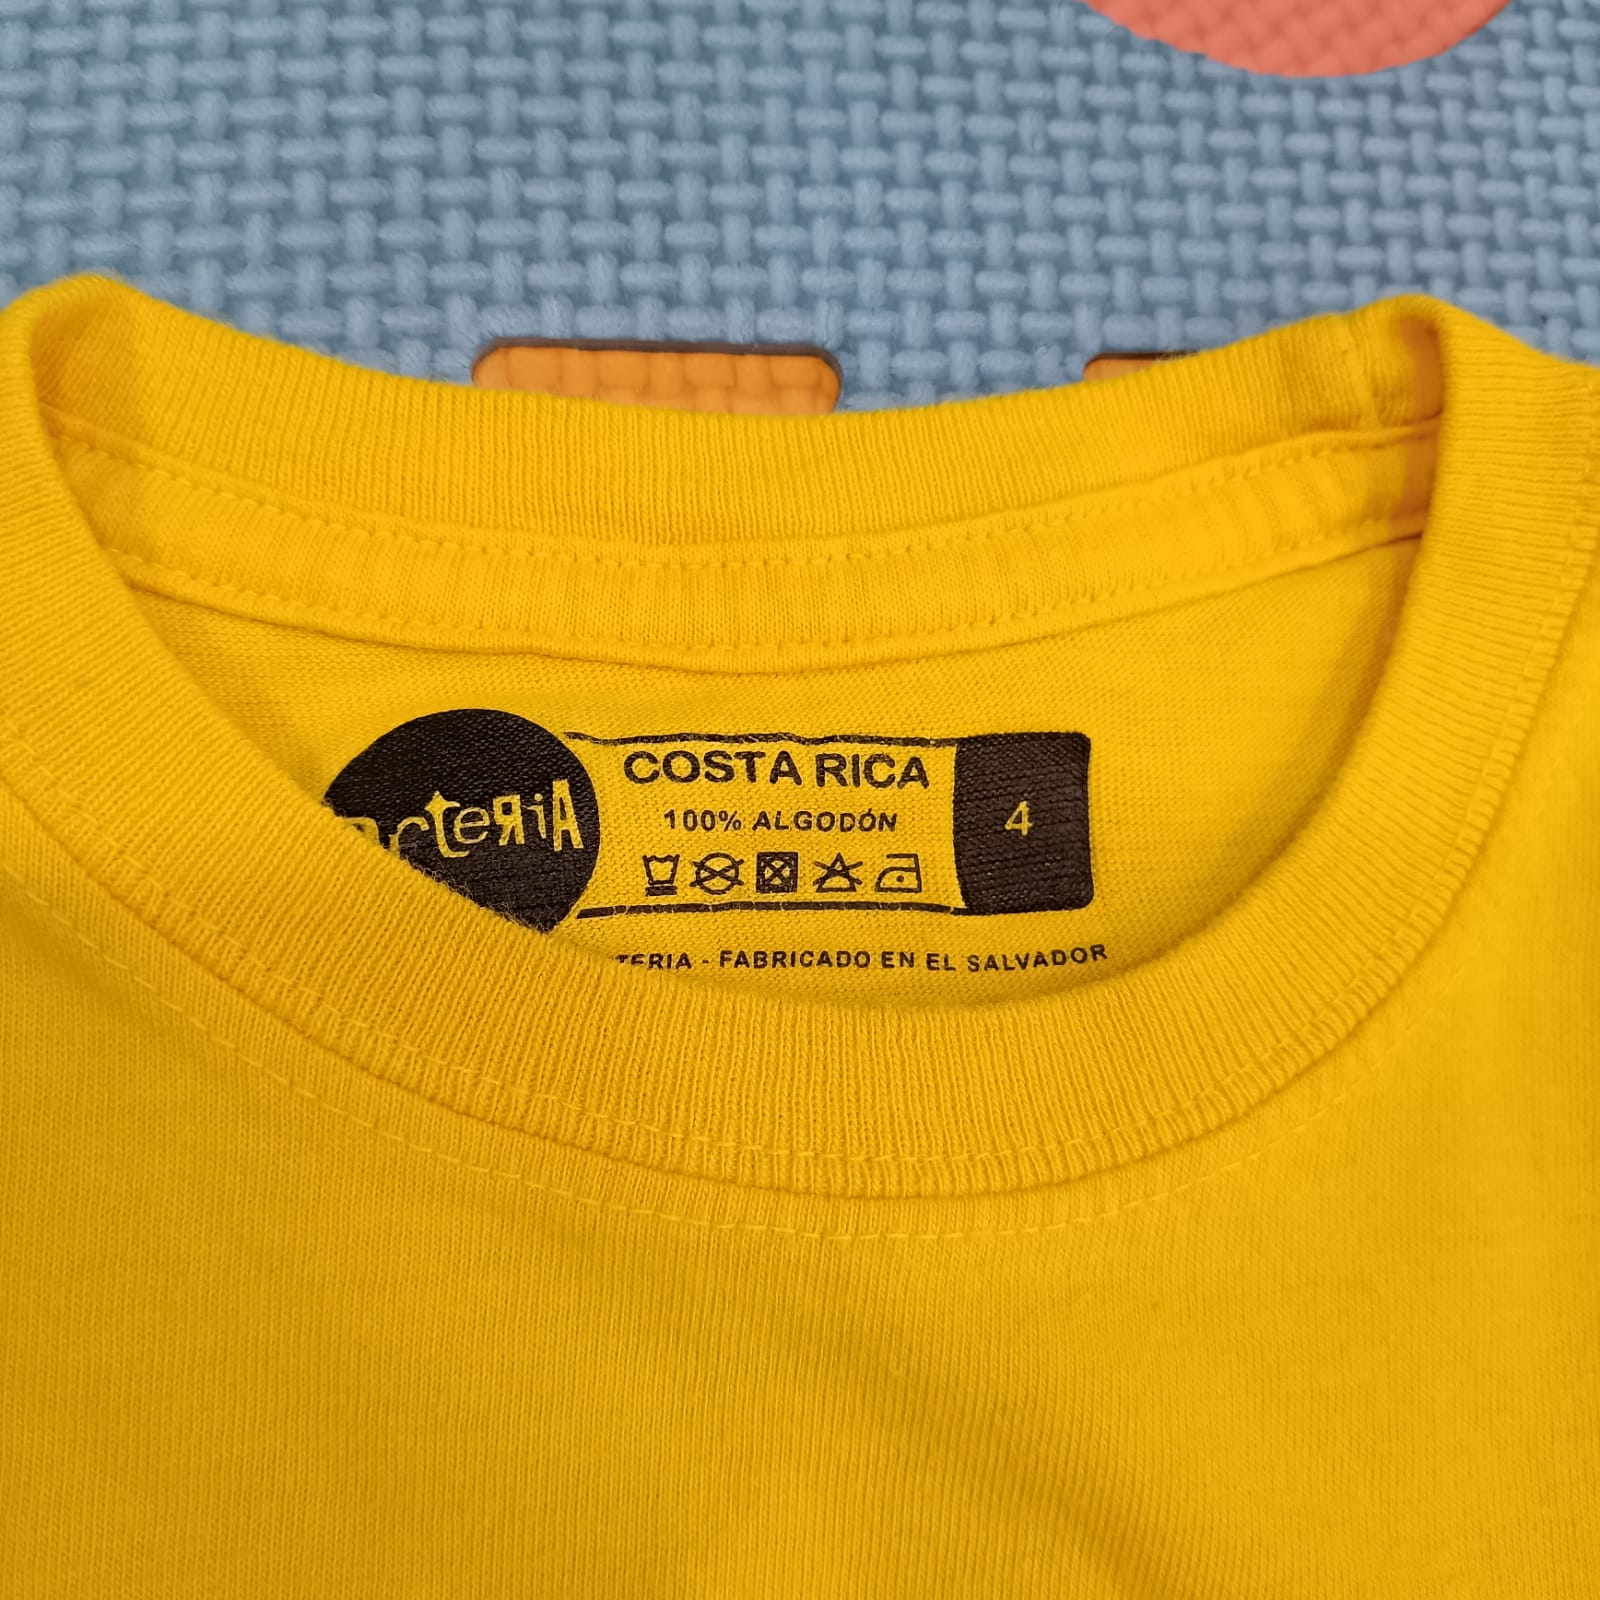 COSTA RICA
100% ALGODÓN
4
- FABRICADO EN EL SALVADOR